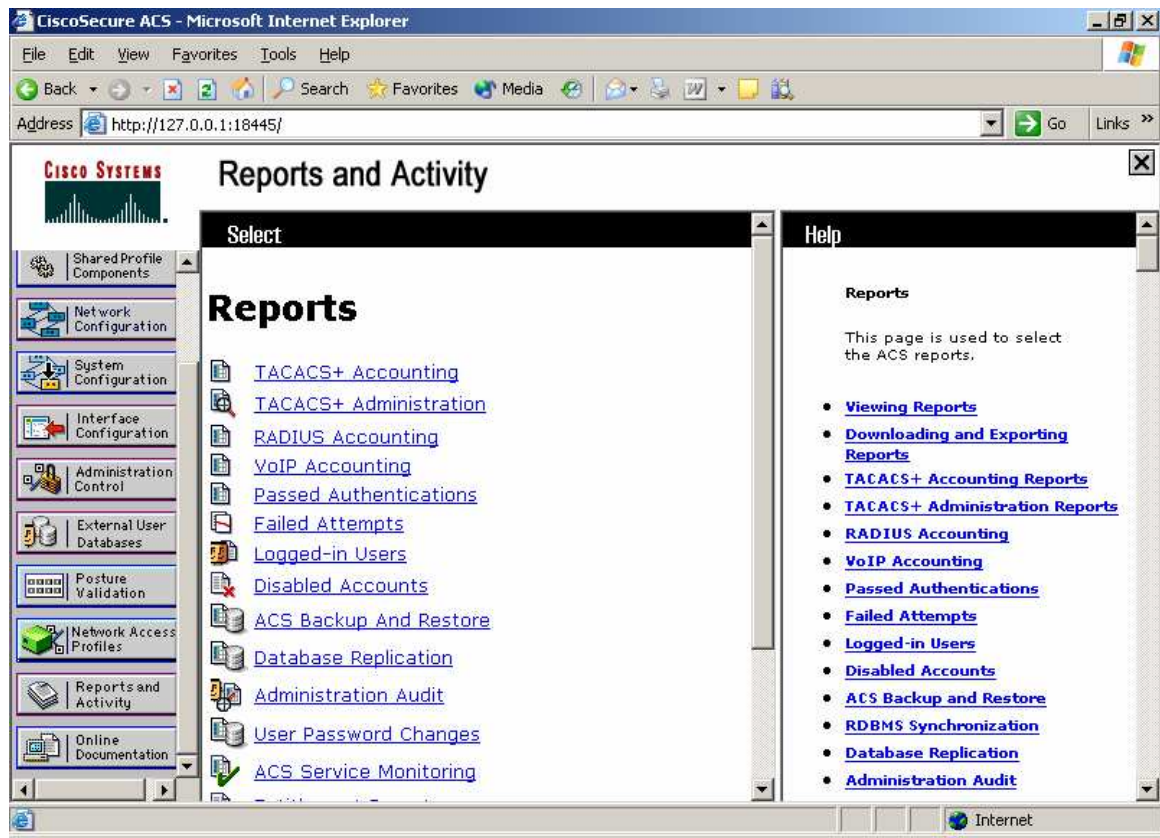 CiscoSecure ACS - Microsoft Internet Explorer
File Edit View Favorites Tools Help
Back Search Favorites Media
Address http://127.0.0.1:18445/ Go Links »
CISCO SYSTEMS
Reports and Activity
Shared Profile
Components
Network
Configuration
System
Configuration
Interface
Configuration
Administration
Control
External User
Databases
Posture
Validation
Network Access
Profiles
Reports and
Activity
Online
Documentation
Select
Reports
TACACS+ Accounting
TACACS+ Administration
RADIUS Accounting
VoIP Accounting
Passed Authentications
Failed Attempts
Logged-in Users
Disabled Accounts
ACS Backup And Restore
Database Replication
Administration Audit
User Password Changes
ACS Service Monitoring
Help
Reports
This page is used to select
the ACS reports.
Viewing Reports
Downloading and Exporting
Reports
TACACS+ Accounting Reports
TACACS+ Administration Reports
RADIUS Accounting
VoIP Accounting
Passed Authentications
Failed Attempts
Logged-in Users
Disabled Accounts
ACS Backup and Restore
RDBMS Synchronization
Database Replication
Administration Audit
Internet